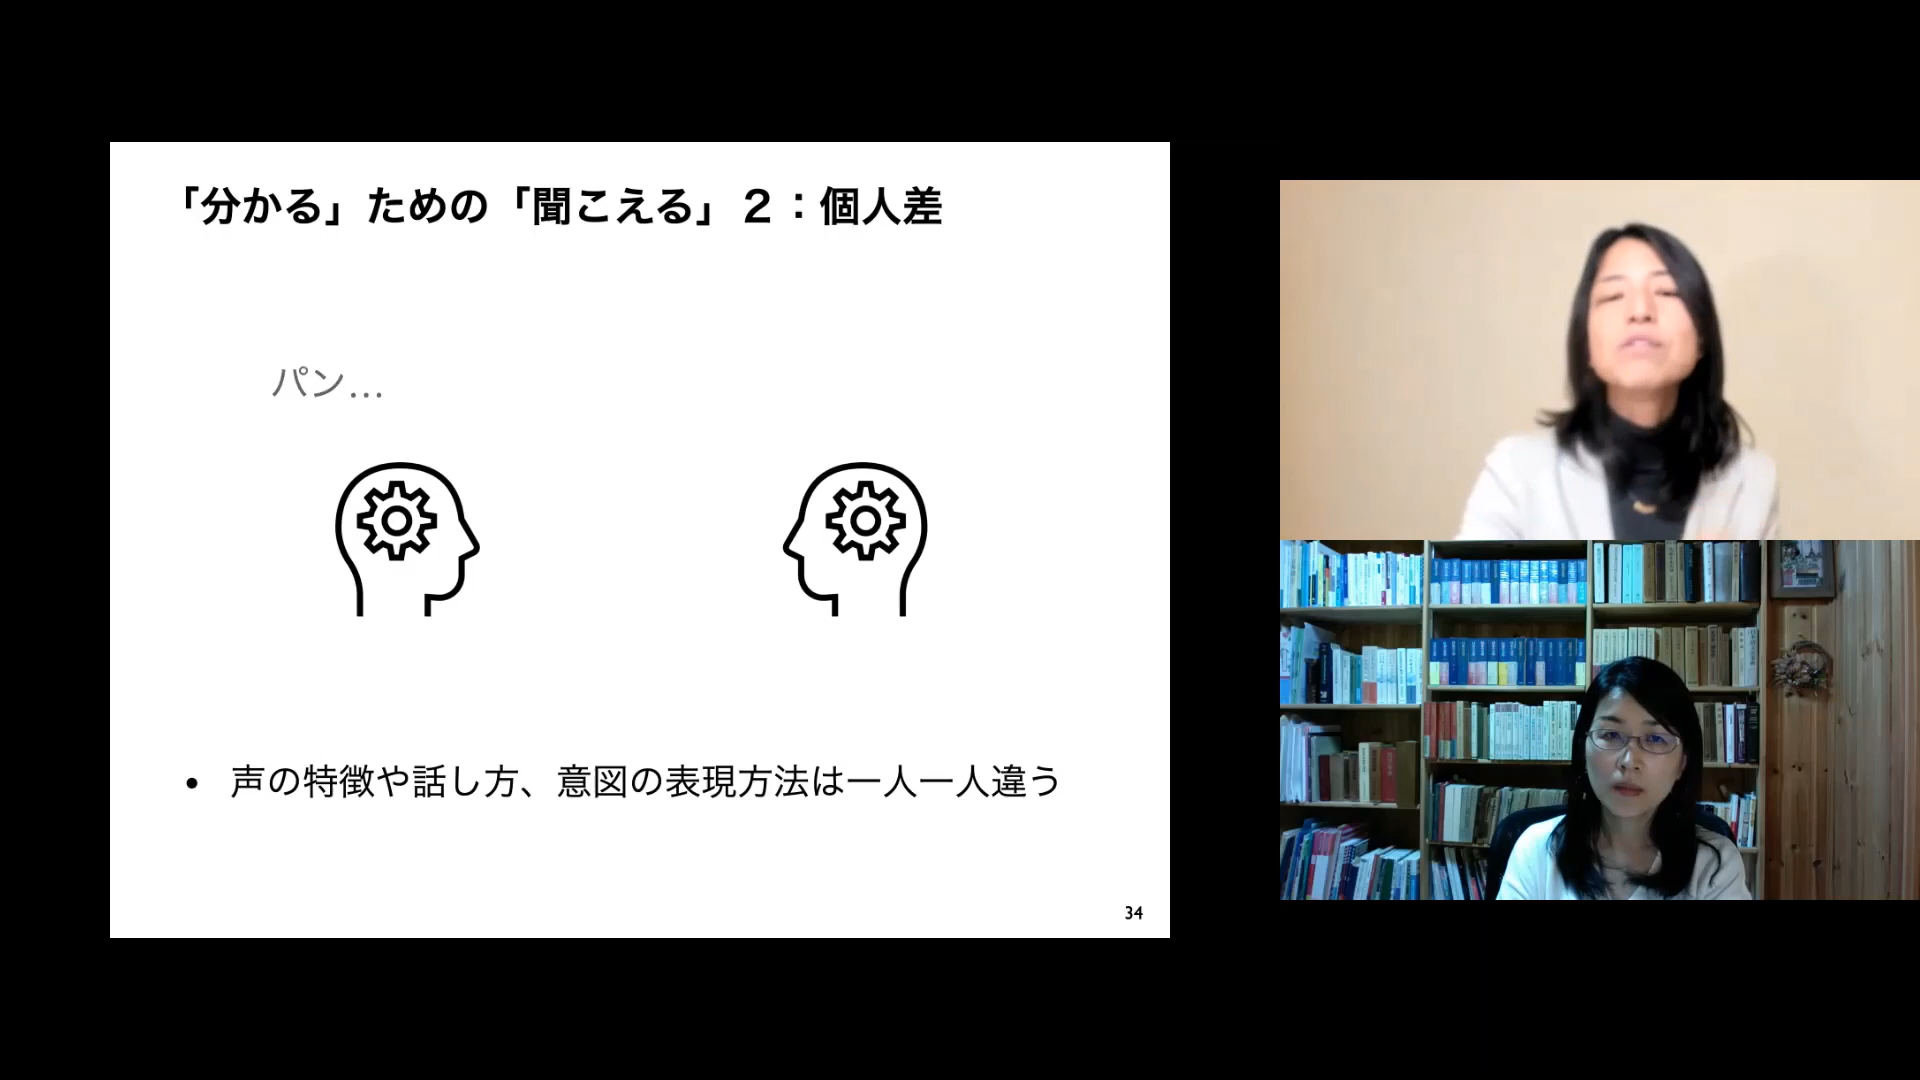 「分かる」ための「聞こえる」２：個人差
パン…
• 声の特徴や話し方、意図の表現方法は一人一人違う
34